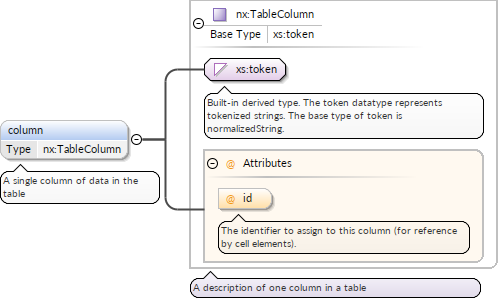 nx:TableColumn
Base Type xs:token
xs:token
Built-in derived type. The token datatype represents
tokenized strings. The base type of token is
normalizedString.
column
Type nx:TableColumn
A single column of data in the
table
@ Attributes
@ id
The identifier to assign to this column (for reference
by cell elements).
A description of one column in a table